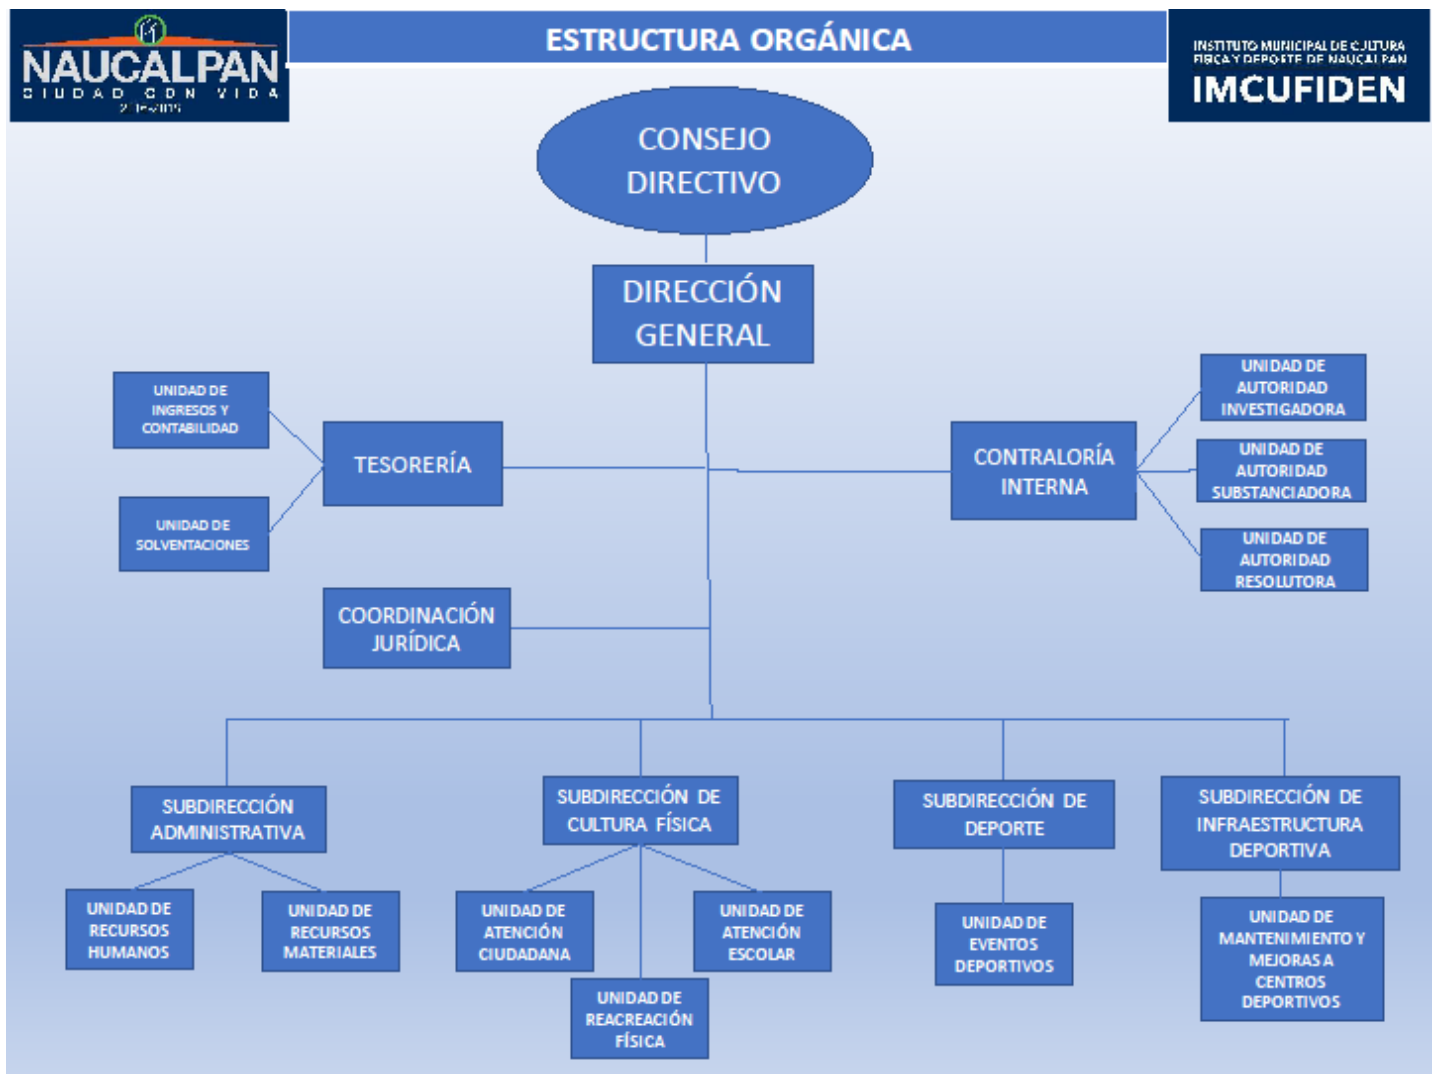 NAUCALPAN
CIUDAD CON VIDA
ESTRUCTURA ORGÁNICA
INSTITUTO MUNICIPAL DE CULTURA
FISICA Y DEPORTE DE NAUCALPAN
IMCUFIDEN
CONSEJO
DIRECTIVO
DIRECCIÓN
GENERAL
UNIDAD DE
INGRESOS Y
CONTABILIDAD
TESORERÍA
UNIDAD DE
SOLVENTACIONES
CONTRALORÍA
INTERNA
UNIDAD DE
AUTORIDAD
INVESTIGADORA
UNIDAD DE
AUTORIDAD
SUBSTANCIADORA
UNIDAD DE
AUTORIDAD
RESOLUTORA
COORDINACIÓN
JURÍDICA
SUBDIRECCIÓN
ADMINISTRATIVA
SUBDIRECCIÓN DE
CULTURA FÍSICA
SUBDIRECCIÓN DE
DEPORTE
SUBDIRECCIÓN DE
INFRAESTRUCTURA
DEPORTIVA
UNIDAD DE
RECURSOS
HUMANOS
UNIDAD DE
RECURSOS
MATERIALES
UNIDAD DE
ATENCIÓN
CIUDADANA
UNIDAD DE
REACREACIÓN
FÍSICA
UNIDAD DE
ATENCIÓN
ESCOLAR
UNIDAD DE
EVENTOS
DEPORTIVOS
UNIDAD DE
MANTENIMIENTO Y
MEJORAS A
CENTROS
DEPORTIVOS